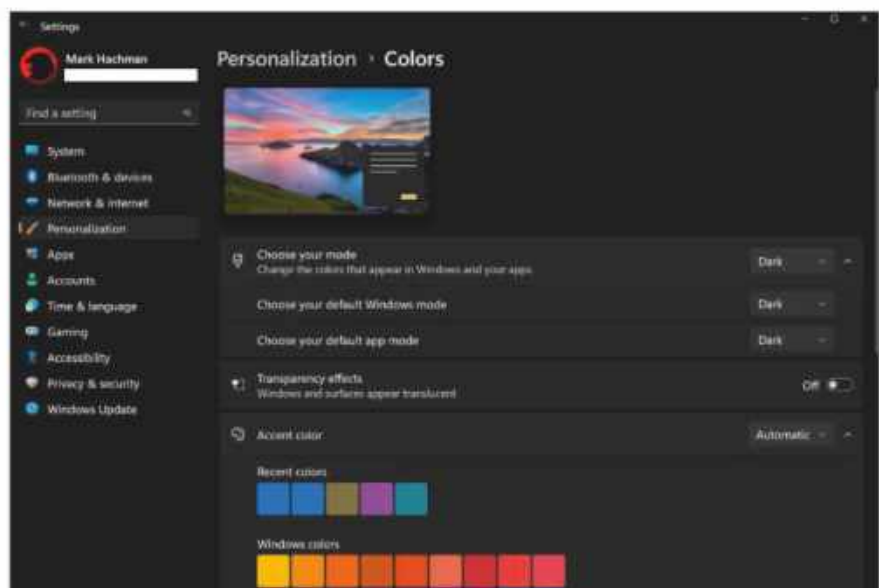 Settings
Mark Hachman
Find a setting
System
Bluetooth & devices
Network & internet
Personalization
Apps
Accounts
Time & language
Gaming
Accessibility
Privacy & security
Windows Update
Personalization › Colors
Choose your mode
Change the colors that appear in Windows and your apps
Dark
Choose your default Windows mode
Dark
Choose your default app mode
Dark
Transparency effects
Windows and surfaces appear translucent
Off
Accent color
Automatic
Recent colors
Windows colors